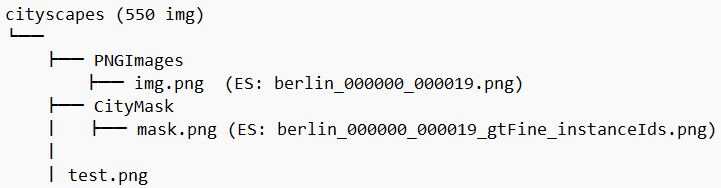 cityscapes (550 img)
└──
├── PNGImages
├── img.png (ES: berlin_000000_000019.png)
├── CityMask
| ├── mask.png (ES: berlin_000000_000019_gtFine_instanceIds.png)
|
| test.png